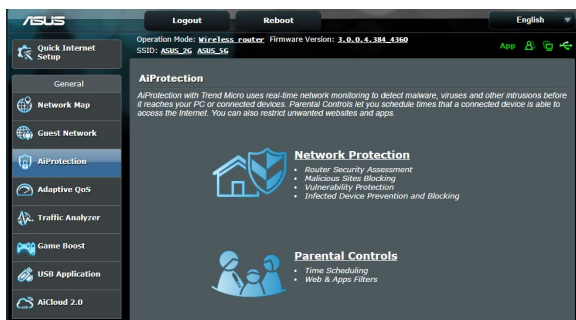 ASUS
Logout
Reboot
English
Quick Internet
Setup
Operation Mode: Wireless router Firmware Version: 3.0.0.4.384_4360
SSID: ASUS_2G ASUS_5G
App
General
Network Map
Guest Network
AiProtection
Adaptive QoS
Traffic Analyzer
Game Boost
USB Application
AiCloud 2.0
AiProtection
AiProtection with Trend Micro uses real-time network monitoring to detect malware, viruses and other intrusions before
it reaches your PC or connected devices. Parental Controls let you schedule times that a connected device is able to
access the Internet. You can also restrict unwanted websites and apps.
Network Protection
• Router Security Assessment
• Malicious Sites Blocking
• Vulnerability Protection
• Infected Device Prevention and Blocking
Parental Controls
• Time Scheduling
• Web & Apps Filters